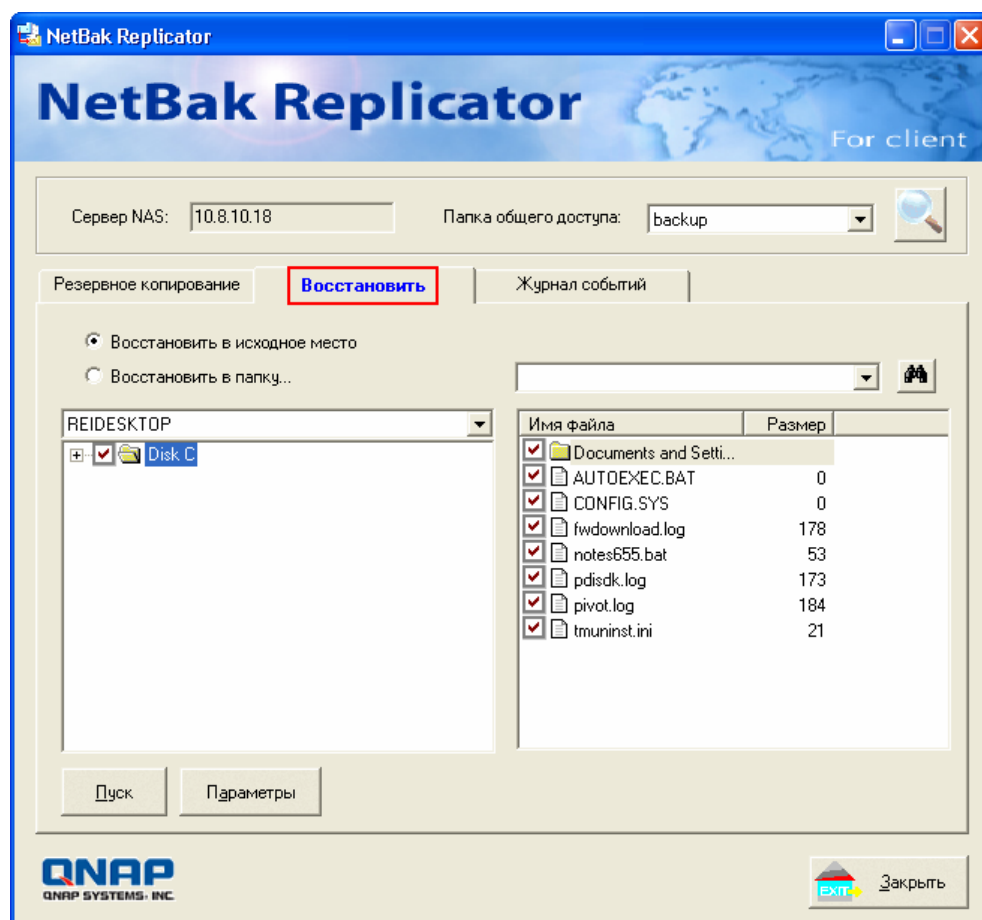 NetBak Replicator
NetBak Replicator
For client
Сервер NAS: 10.8.10.18 Папка общего доступа: backup
Резервное копирование Восстановить Журнал событий
Восстановить в исходное место
Восстановить в папку...
REIDESKTOP
Disk C
Имя файла Размер
Documents and Setti...
AUTOEXEC.BAT 0
CONFIG.SYS 0
fwdownload.log 178
notes655.bat 53
pdisdk.log 173
pivot.log 184
tmuninst.ini 21
Пуск Параметры
QNAP
QNAP SYSTEMS, INC.
EXIT Закрыть